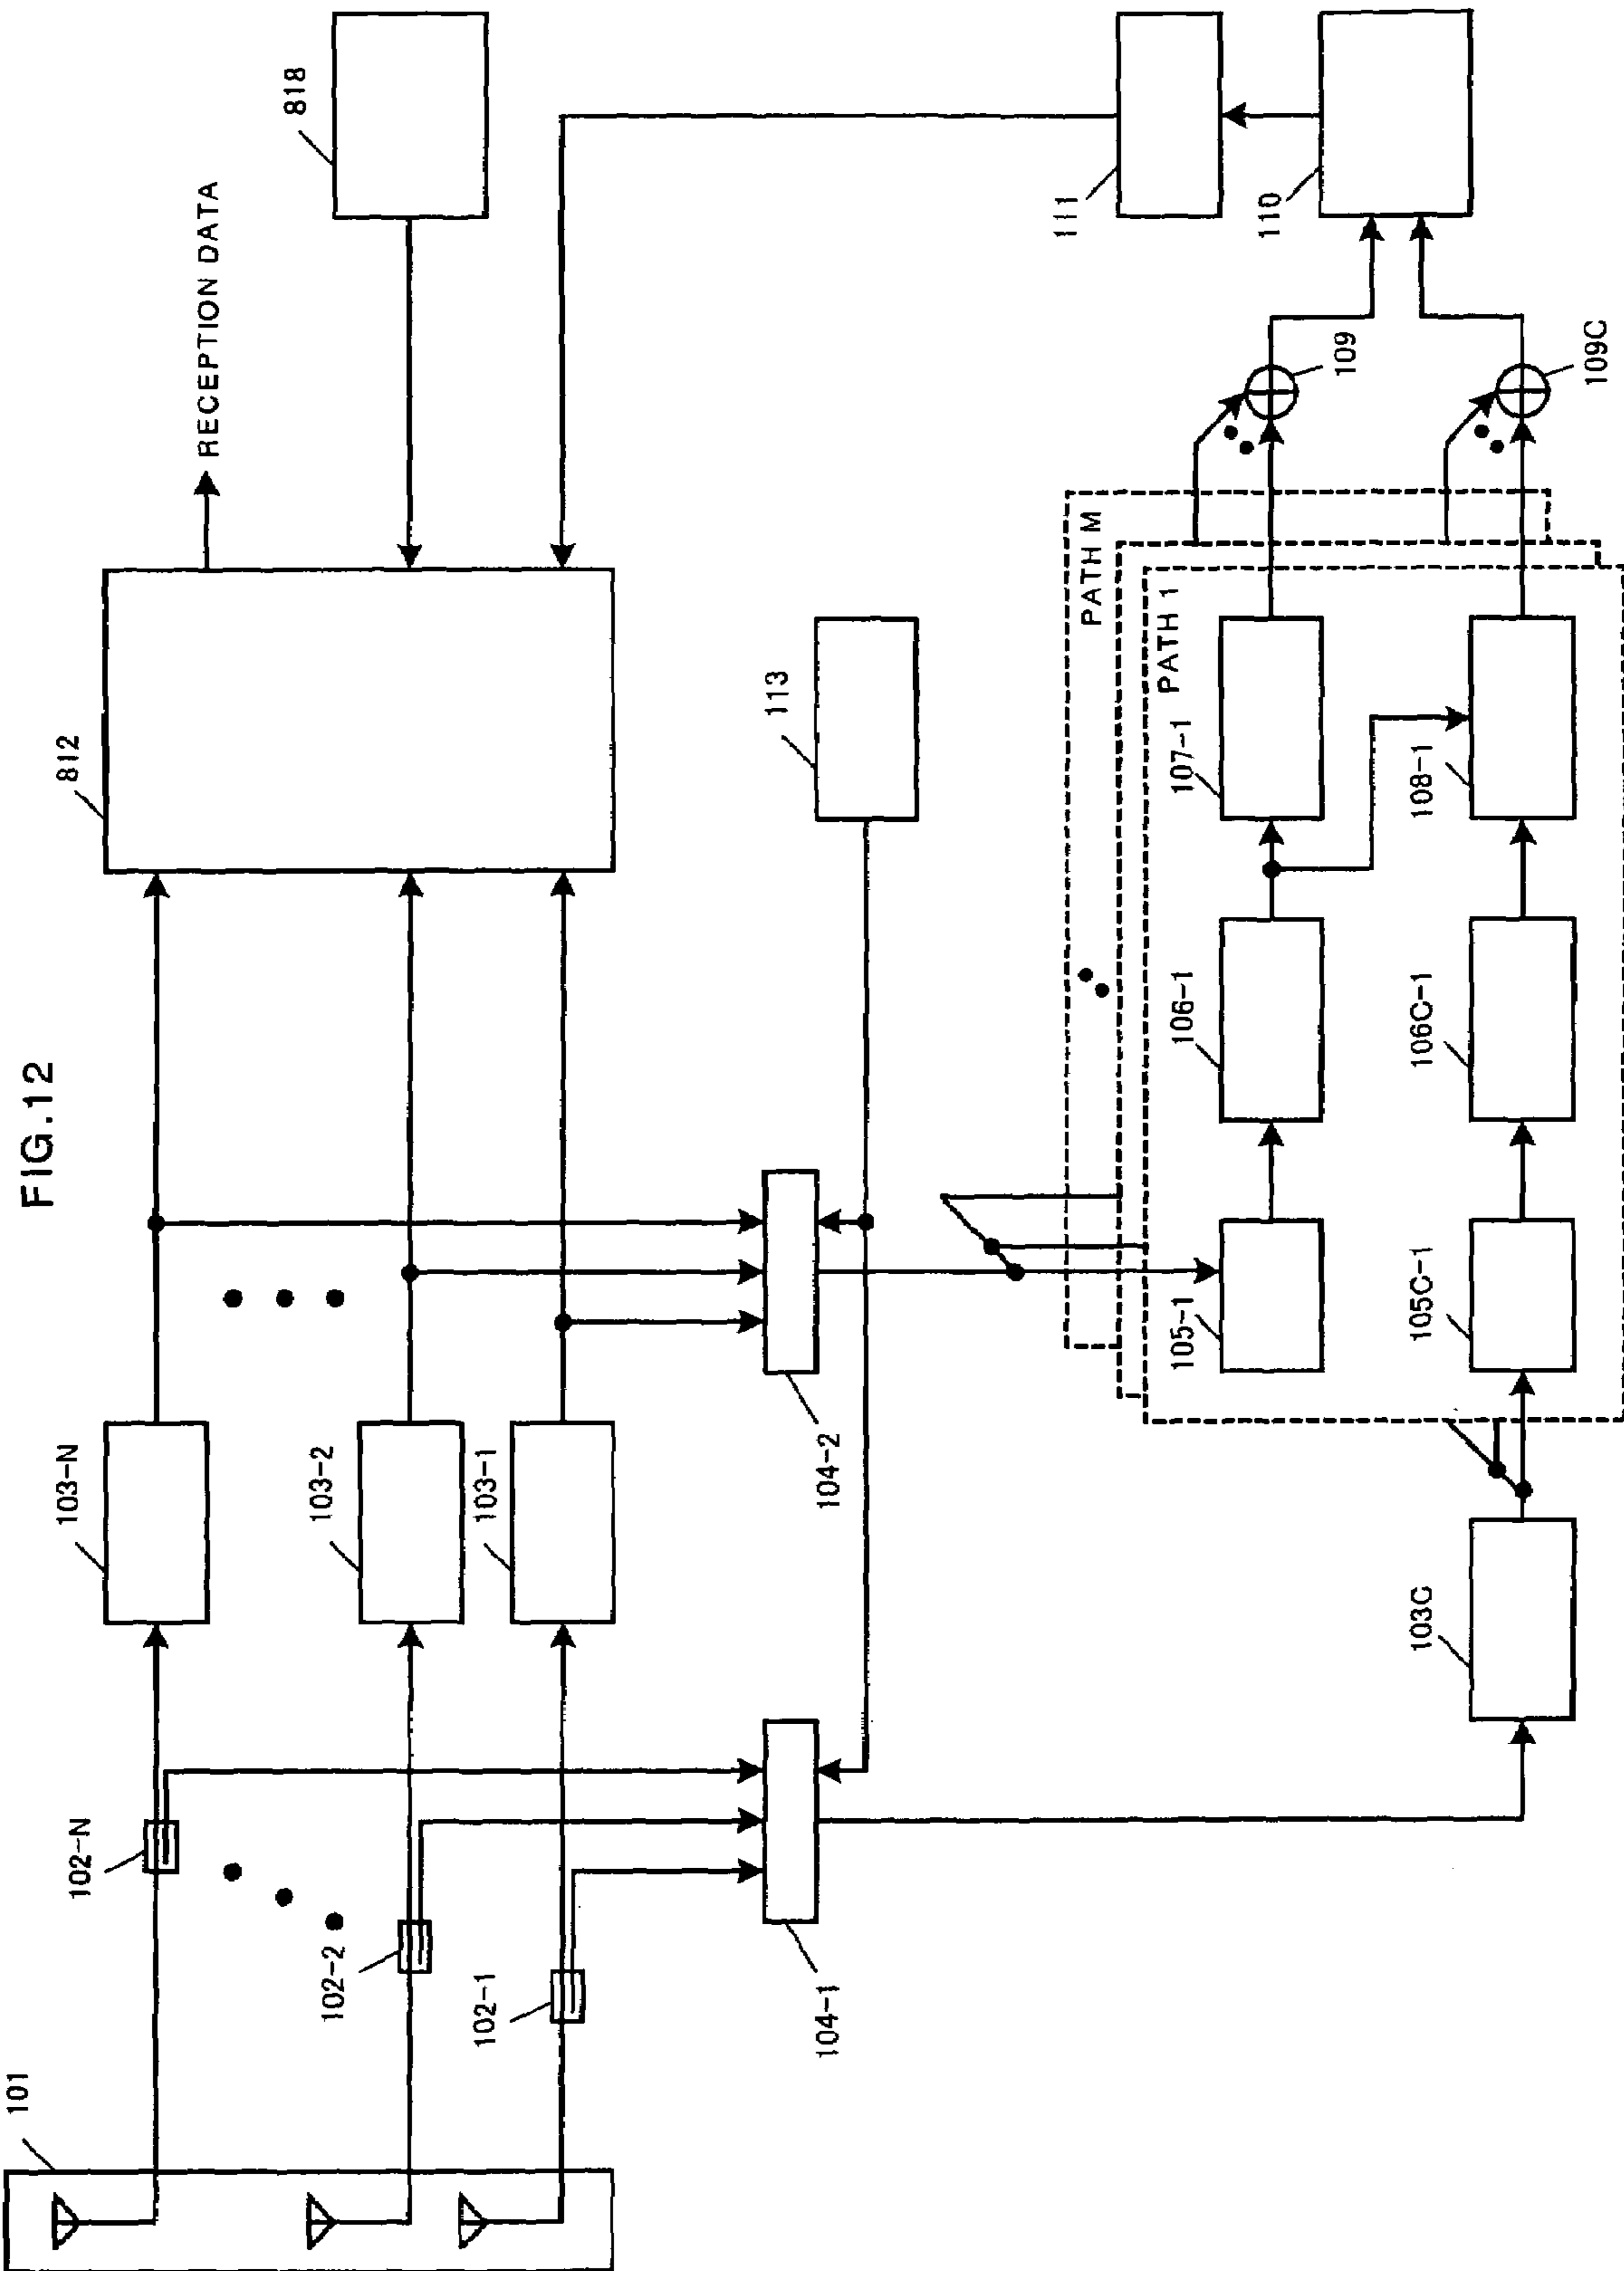 FIG.12
101
102-N
102-2
102-1
103-N
103-2
103-1
104-1
104-2
812
RECEPTION DATA
818
113
111
110
109
109C
PATH M
PATH 1
105-1
106-1
107-1
103C
105C-1
106C-1
108-1